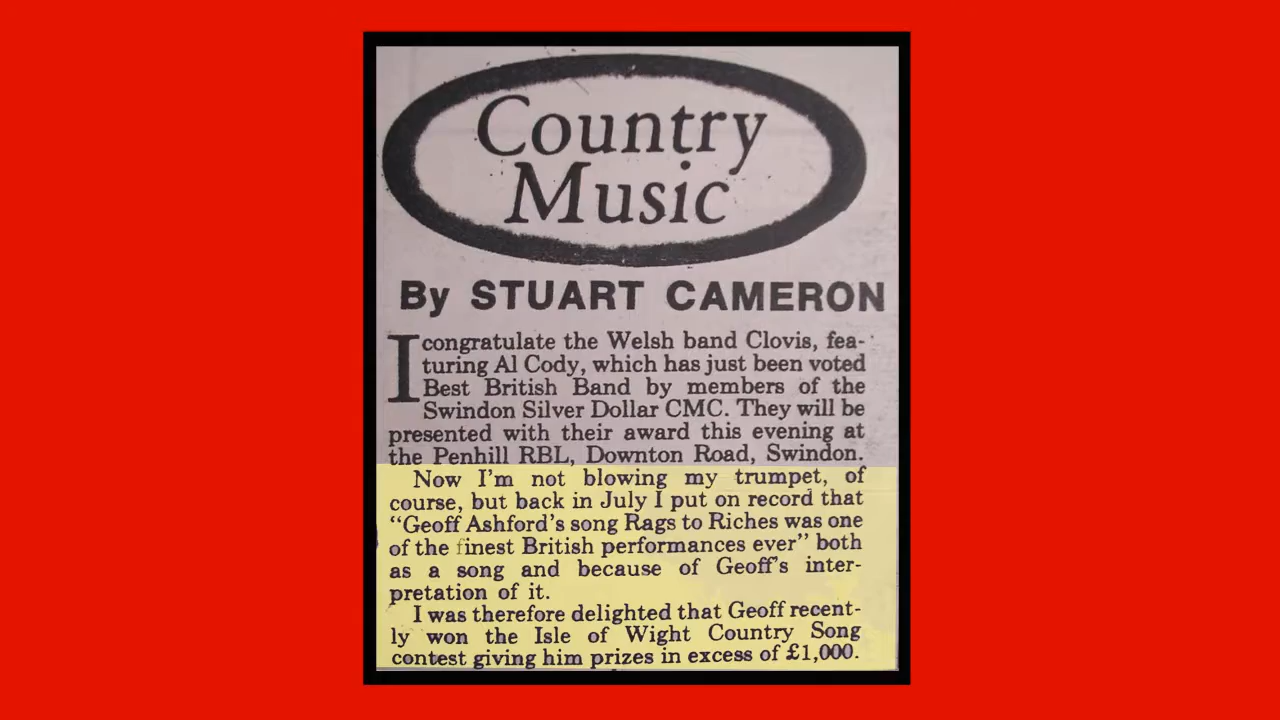 Country
Music
By STUART CAMERON
I congratulate the Welsh band Clovis, fea-
turing Al Cody, which has just been voted
Best British Band by members of the
Swindon Silver Dollar CMC. They will be
presented with their award this evening at
the Penhill RBL, Downton Road, Swindon.
Now I'm not blowing my trumpet, of
course, but back in July I put on record that
"Geoff Ashford's song Rags to Riches was one
of the finest British performances ever" both
as a song and because of Geoff's inter-
pretation of it.
I was therefore delighted that Geoff recent-
ly won the Isle of Wight Country Song
contest giving him prizes in excess of £1,000.